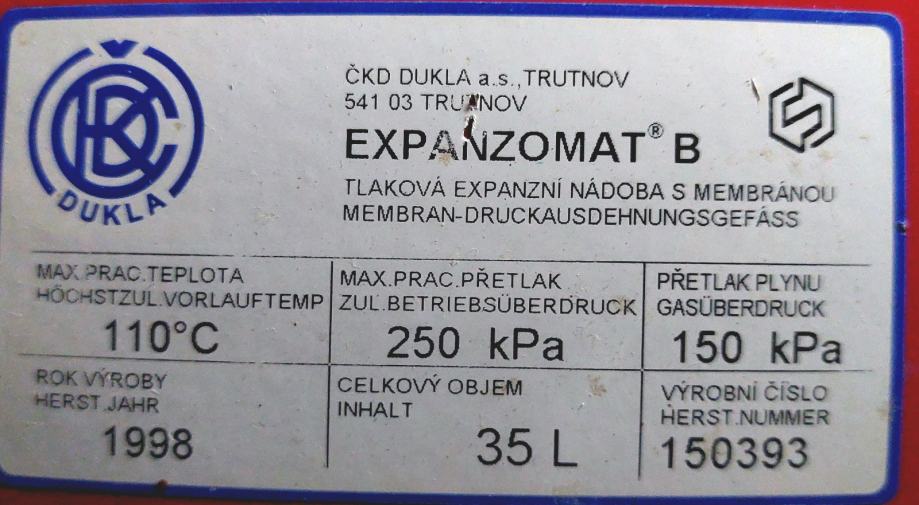 ČKD
DUKLA
ČKD DUKLA a.s.,TRUTNOV
541 03 TRUTNOV
EXPANZOMAT® B
TLAKOVÁ EXPANZNÍ NÁDOBA S MEMBRÁNOU
MEMBRAN-DRUCKAUSDEHNUNGSGEFÄSS
MAX.PRAC.TEPLOTA
HÖCHSTZUL.VORLAUFTEMP
110°C
MAX.PRAC.PŘETLAK
ZUL.BETRIEBSÜBERDRUCK
250 kPa
PŘETLAK PLYNU
GASÜBERDRUCK
150 kPa
ROK VÝROBY
HERST.JAHR
1998
CELKOVÝ OBJEM
INHALT
35 L
VÝROBNÍ ČÍSLO
HERST.NUMMER
150393